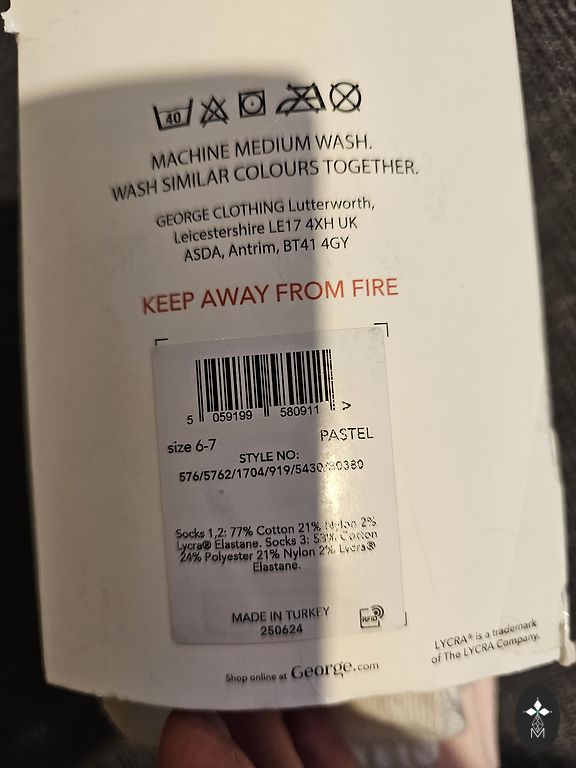 40
MACHINE MEDIUM WASH.
WASH SIMILAR COLOURS TOGETHER.
GEORGE CLOTHING Lutterworth,
Leicestershire LE17 4XH UK
ASDA, Antrim, BT41 4GY
KEEP AWAY FROM FIRE
5 059199 580911 >
size 6-7 PASTEL
STYLE NO:
576/5762/1704/919/5430/80380
Socks 1,2: 77% Cotton 21% Nylon 2%
Lycra® Elastane. Socks 3: 53% Cotton
24% Polyester 21% Nylon 2% Lycra®
Elastane.
MADE IN TURKEY
250624
RFID
LYCRA® is a trademark
of The LYCRA Company.
Shop online at George.com